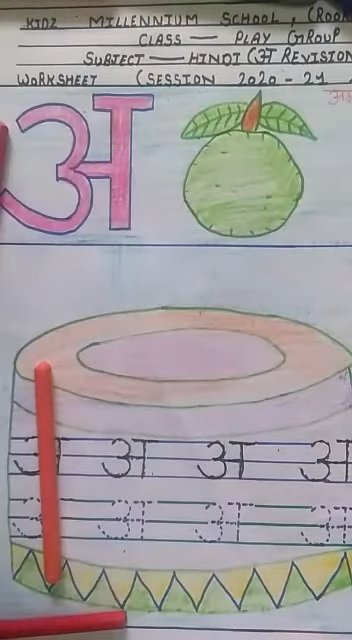 KIDZ MILLENNIUM SCHOOL, (ROOR
CLASS — PLAY GROUP
SUBJECT — HINDI (अ REVISION
WORKSHEET (SESSION 2020-21
अ
अ अ अ अ
अ अ अ अ